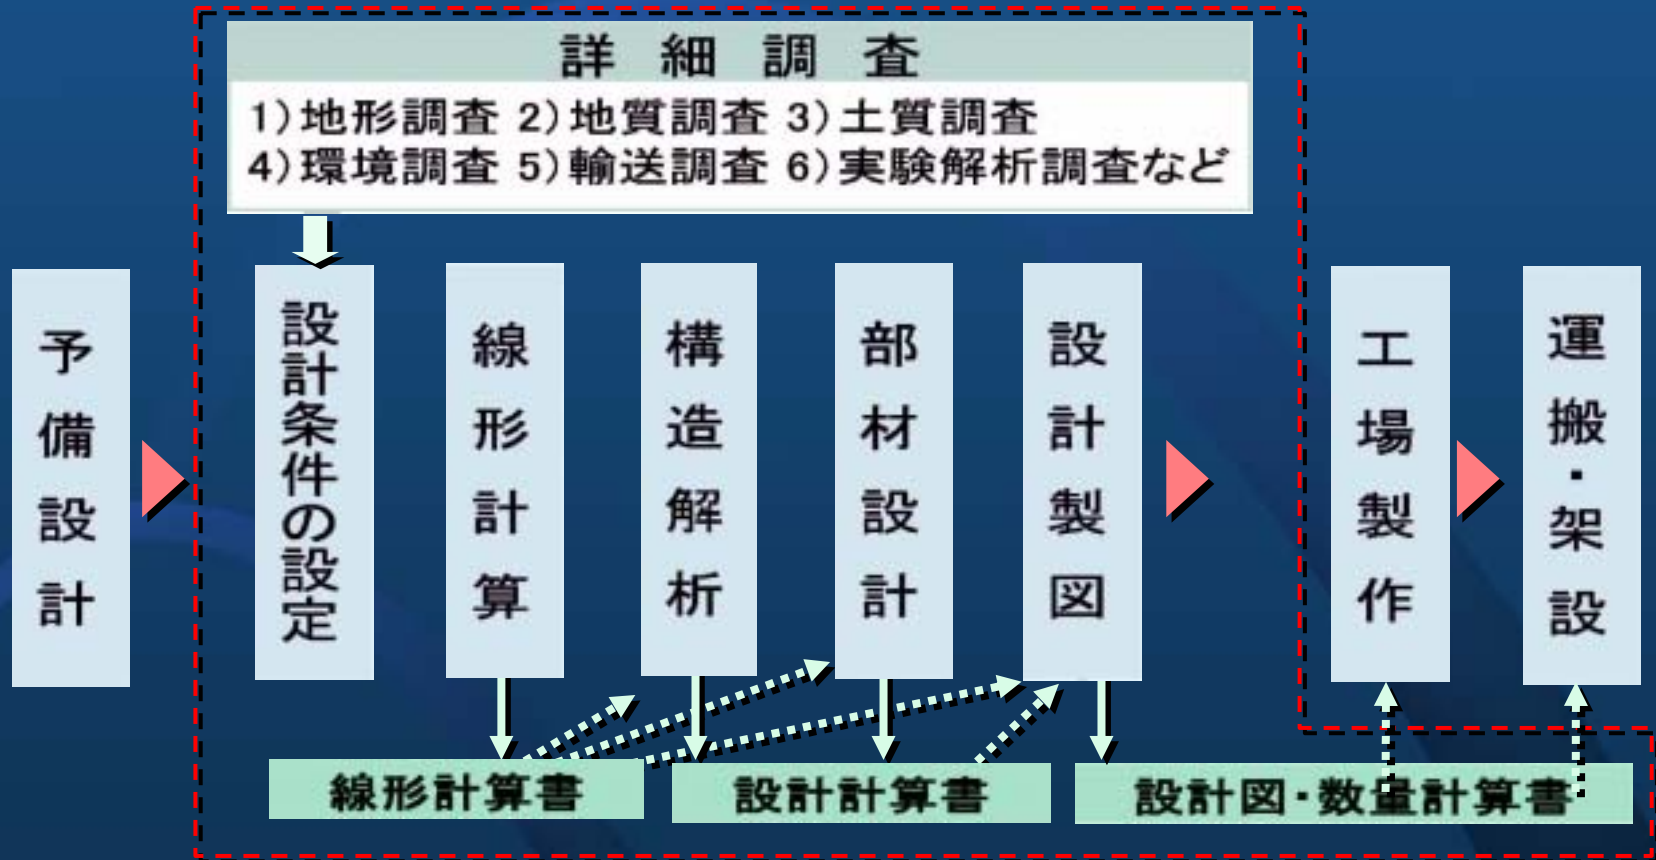 詳細調査
1)地形調査 2)地質調査 3)土質調査
4)環境調査 5)輸送調査 6)実験解析調査など
予備設計
設計条件の設定
線形計算
構造解析
部材設計
設計製図
工場製作
運搬・架設
線形計算書
設計計算書
設計図・数量計算書